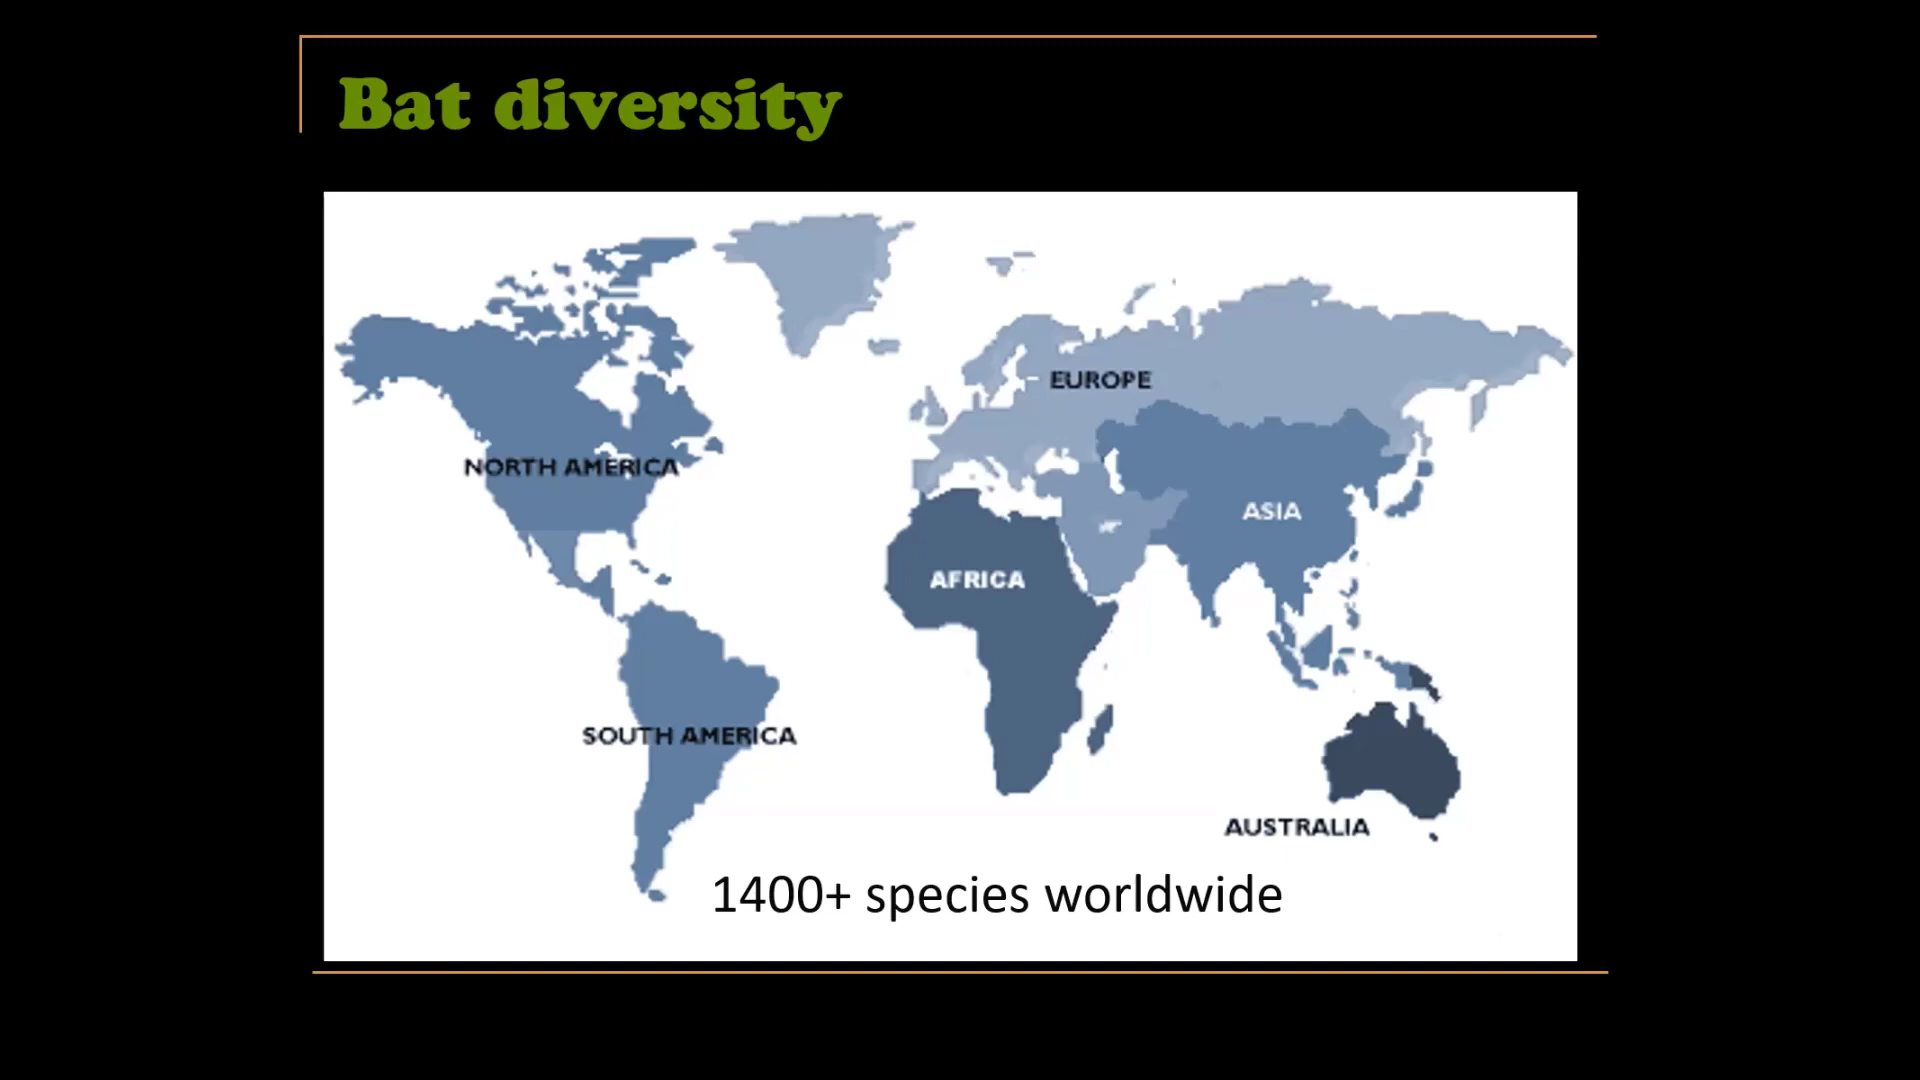 Bat diversity
EUROPE
NORTH AMERICA
ASIA
AFRICA
SOUTH AMERICA
AUSTRALIA
1400+ species worldwide